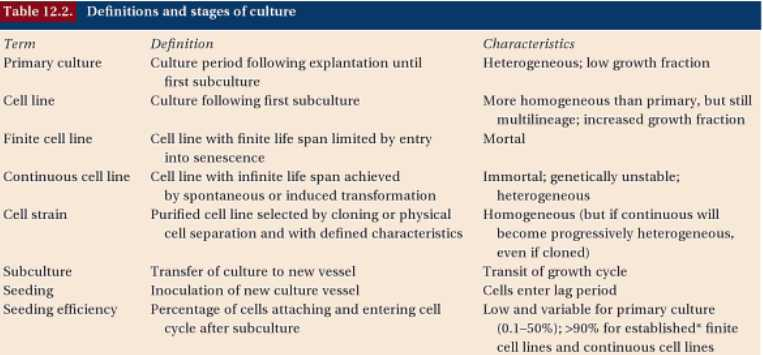 Table 12.2. Definitions and stages of culture
Term Definition Characteristics
Primary culture Culture period following explantation until Heterogeneous; low growth fraction
first subculture
Cell line Culture following first subculture More homogeneous than primary, but still
multilineage; increased growth fraction
Finite cell line Cell line with finite life span limited by entry Mortal
into senescence
Continuous cell line Cell line with infinite life span achieved Immortal; genetically unstable;
by spontaneous or induced transformation heterogeneous
Cell strain Purified cell line selected by cloning or physical Homogeneous (but if continuous will
cell separation and with defined characteristics become progressively heterogeneous,
even if cloned)
Subculture Transfer of culture to new vessel Transit of growth cycle
Seeding Inoculation of new culture vessel Cells enter lag period
Seeding efficiency Percentage of cells attaching and entering cell Low and variable for primary culture
cycle after subculture (0.1–50%); >90% for established* finite
cell lines and continuous cell lines